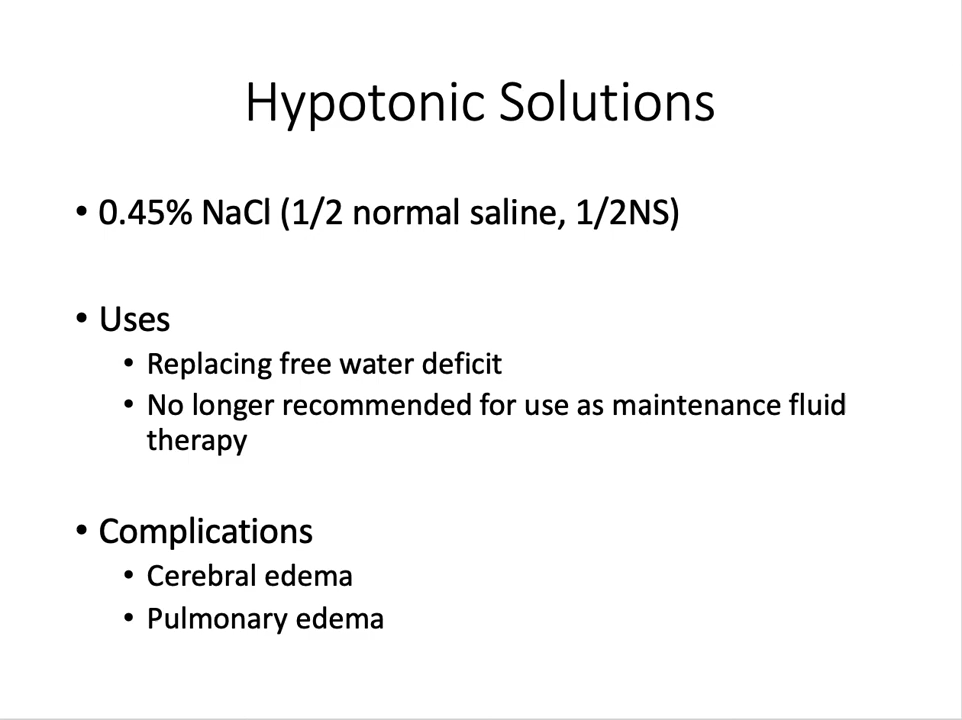 Hypotonic Solutions
• 0.45% NaCl (1/2 normal saline, 1/2NS)
• Uses
• Replacing free water deficit
• No longer recommended for use as maintenance fluid
therapy
• Complications
• Cerebral edema
• Pulmonary edema